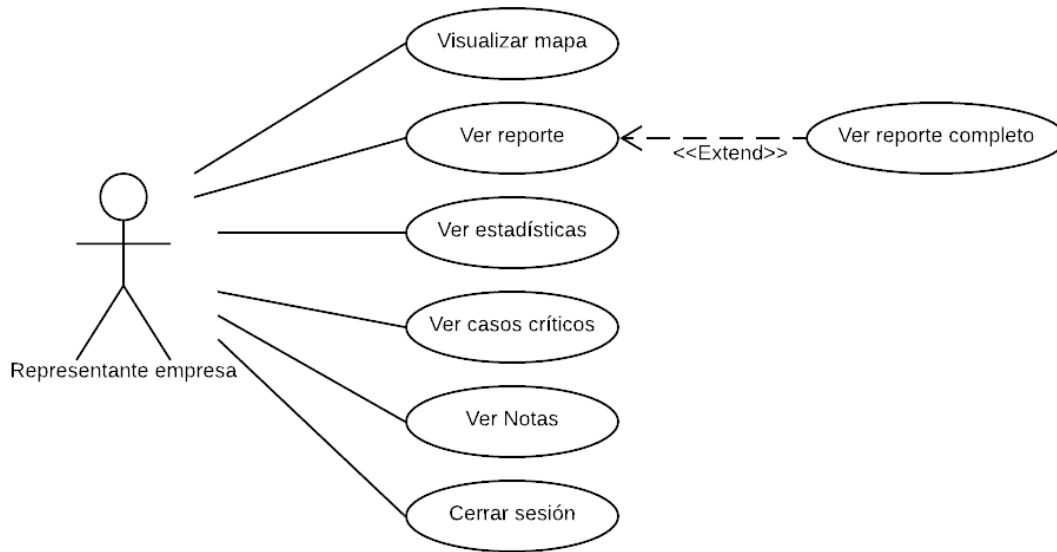 Visualizar mapa
Ver reporte
<<Extend>>
Ver reporte completo
Ver estadísticas
Ver casos críticos
Representante empresa
Ver Notas
Cerrar sesión